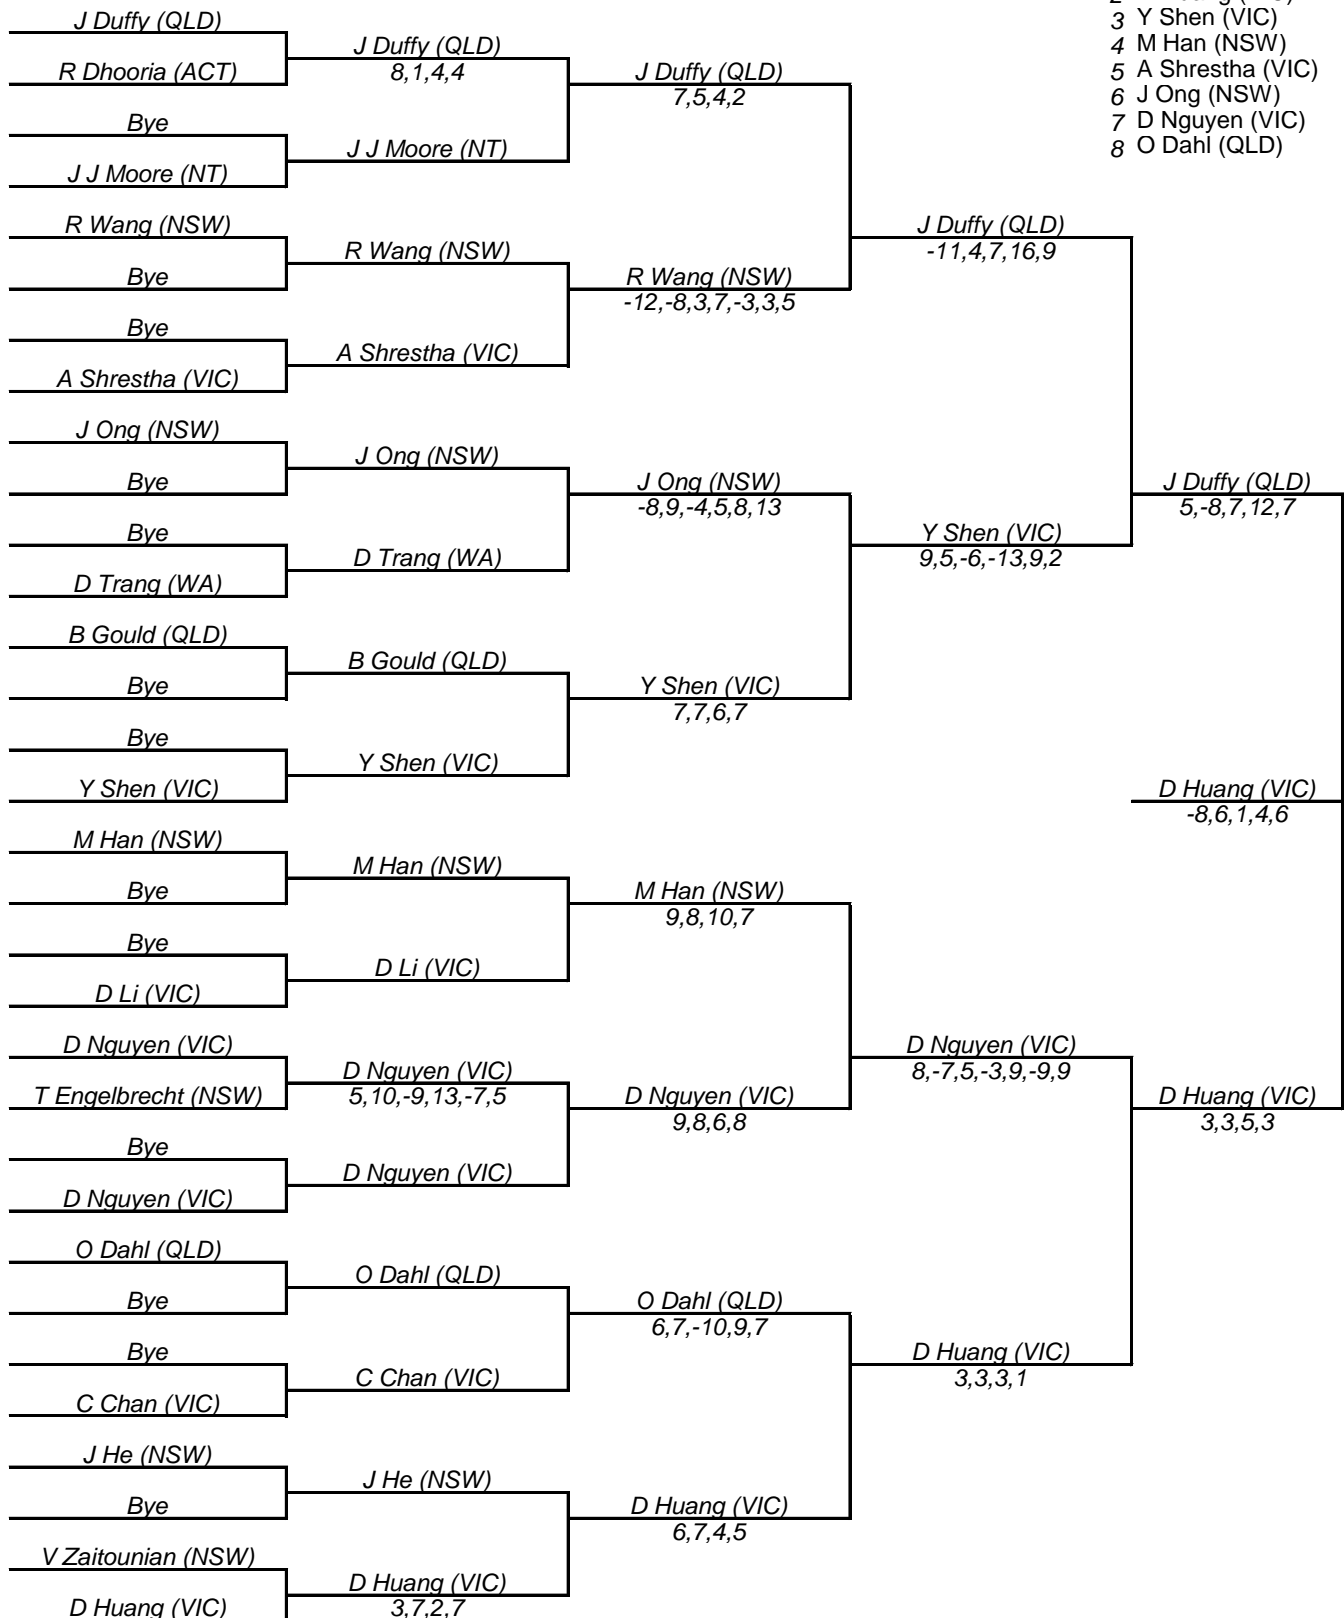 J Duffy (QLD)
R Dhooria (ACT)
Bye
J J Moore (NT)
R Wang (NSW)
Bye
Bye
A Shrestha (VIC)
J Ong (NSW)
Bye
Bye
D Trang (WA)
B Gould (QLD)
Bye
Bye
Y Shen (VIC)
M Han (NSW)
Bye
Bye
D Li (VIC)
D Nguyen (VIC)
T Engelbrecht (NSW)
Bye
D Nguyen (VIC)
O Dahl (QLD)
Bye
Bye
C Chan (VIC)
J He (NSW)
Bye
V Zaitounian (NSW)
D Huang (VIC)
J Duffy (QLD)
8,1,4,4
J J Moore (NT)
R Wang (NSW)
A Shrestha (VIC)
J Ong (NSW)
D Trang (WA)
B Gould (QLD)
Y Shen (VIC)
M Han (NSW)
D Li (VIC)
D Nguyen (VIC)
5,10,-9,13,-7,5
D Nguyen (VIC)
O Dahl (QLD)
C Chan (VIC)
J He (NSW)
D Huang (VIC)
3,7,2,7
J Duffy (QLD)
7,5,4,2
R Wang (NSW)
-12,-8,3,7,-3,3,5
J Ong (NSW)
-8,9,-4,5,8,13
Y Shen (VIC)
7,7,6,7
M Han (NSW)
9,8,10,7
D Nguyen (VIC)
9,8,6,8
O Dahl (QLD)
6,7,-10,9,7
D Huang (VIC)
6,7,4,5
J Duffy (QLD)
-11,4,7,16,9
Y Shen (VIC)
9,5,-6,-13,9,2
D Nguyen (VIC)
8,-7,5,-3,9,-9,9
D Huang (VIC)
3,3,3,1
3 Y Shen (VIC)
4 M Han (NSW)
5 A Shrestha (VIC)
6 J Ong (NSW)
7 D Nguyen (VIC)
8 O Dahl (QLD)
J Duffy (QLD)
5,-8,7,12,7
D Huang (VIC)
-8,6,1,4,6
D Huang (VIC)
3,3,5,3